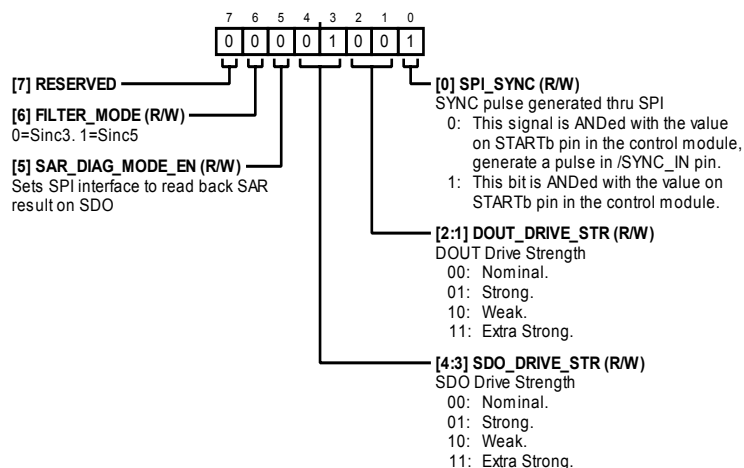 7 6 5 4 3 2 1 0
0 0 0 0 1 0 0 1
[7] RESERVED
[6] FILTER_MODE (R/W)
0=Sinc3. 1=Sinc5
[5] SAR_DIAG_MODE_EN (R/W)
Sets SPI interface to read back SAR
result on SDO
[0] SPI_SYNC (R/W)
SYNC pulse generated thru SPI
0: This signal is ANDed with the value
on STARTb pin in the control module,
generate a pulse in /SYNC_IN pin.
1: This bit is ANDed with the value on
STARTb pin in the control module.
[2:1] DOUT_DRIVE_STR (R/W)
DOUT Drive Strength
00: Nominal.
01: Strong.
10: Weak.
11: Extra Strong.
[4:3] SDO_DRIVE_STR (R/W)
SDO Drive Strength
00: Nominal.
01: Strong.
10: Weak.
11: Extra Strong.